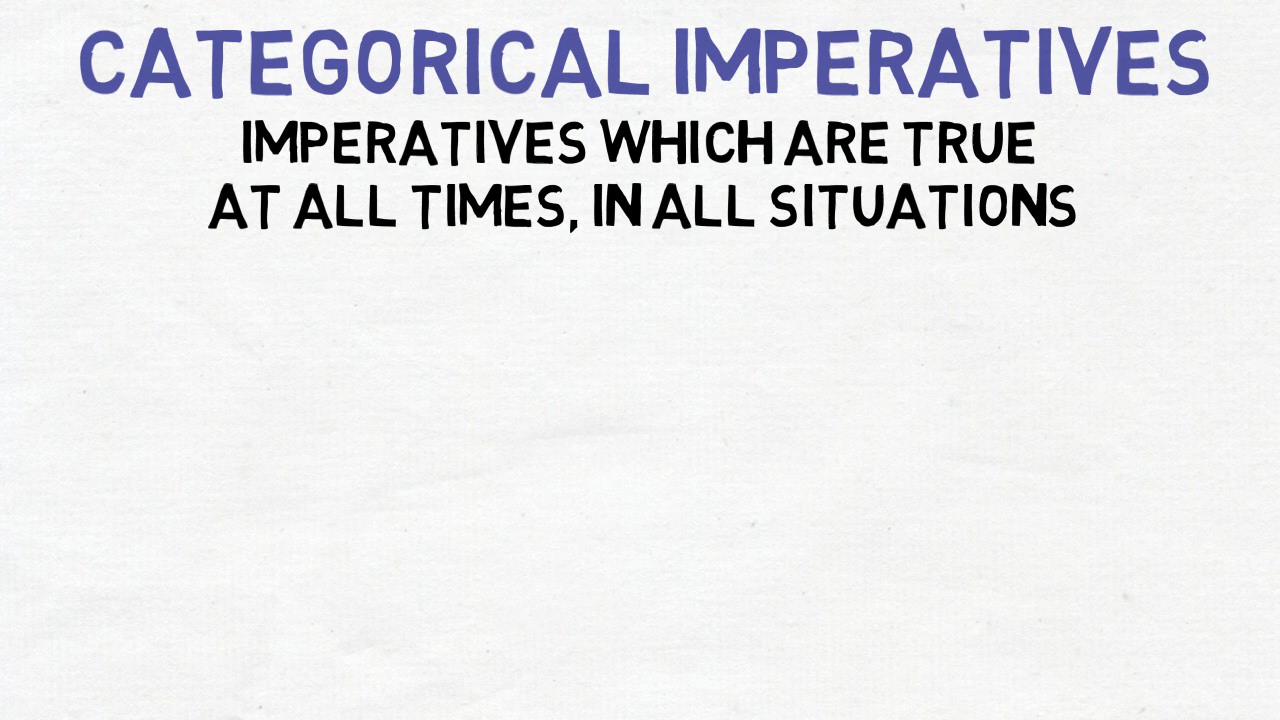 CATEGORICAL IMPERATIVES
IMPERATIVES WHICH ARE TRUE
AT ALL TIMES, IN ALL SITUATIONS